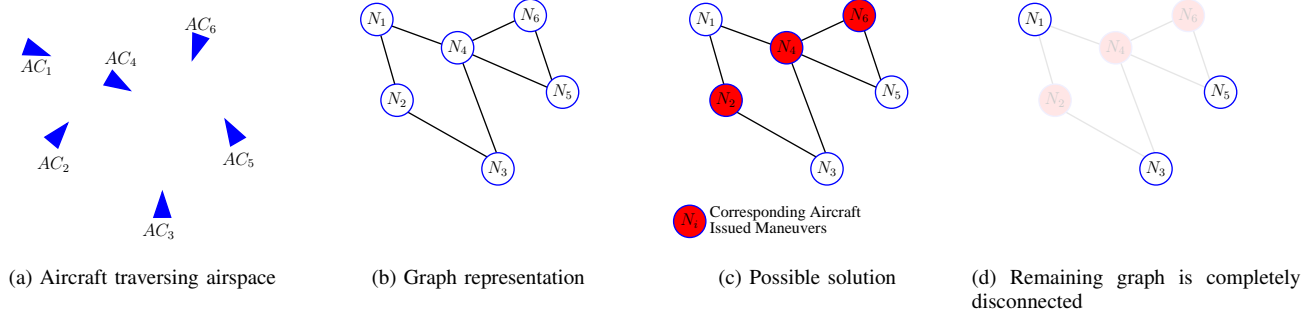 AC₁
AC₂
AC₃
AC₄
AC₅
AC₆
(a) Aircraft traversing airspace
N₁
N₂
N₃
N₄
N₅
N₆
(b) Graph representation
N₁
N₂
N₃
N₄
N₅
N₆
Nᵢ Corresponding Aircraft
Issued Maneuvers
(c) Possible solution
N₁
N₂
N₃
N₄
N₅
N₆
(d) Remaining graph is completely
disconnected